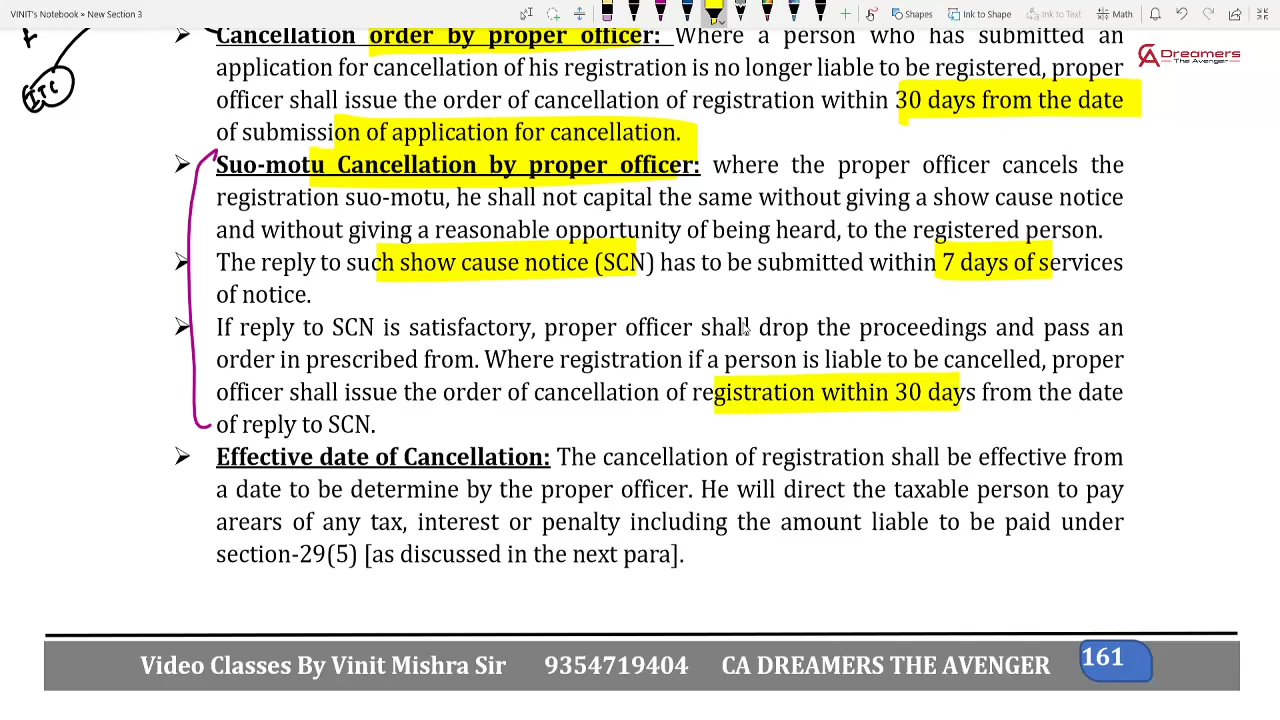 VINIT's Notebook » New Section 3
Shapes Ink to Shape Ink to Text Math
ITC
Cancellation order by proper officer: Where a person who has submitted an
application for cancellation of his registration is no longer liable to be registered, proper
officer shall issue the order of cancellation of registration within 30 days from the date
of submission of application for cancellation.
Dreamers
The Avenger
Suo-motu Cancellation by proper officer: where the proper officer cancels the
registration suo-motu, he shall not capital the same without giving a show cause notice
and without giving a reasonable opportunity of being heard, to the registered person.
The reply to such show cause notice (SCN) has to be submitted within 7 days of services
of notice.
If reply to SCN is satisfactory, proper officer shall drop the proceedings and pass an
order in prescribed from. Where registration if a person is liable to be cancelled, proper
officer shall issue the order of cancellation of registration within 30 days from the date
of reply to SCN.
Effective date of Cancellation: The cancellation of registration shall be effective from
a date to be determine by the proper officer. He will direct the taxable person to pay
arears of any tax, interest or penalty including the amount liable to be paid under
section-29(5) [as discussed in the next para].
Video Classes By Vinit Mishra Sir 9354719404 CA DREAMERS THE AVENGER 161